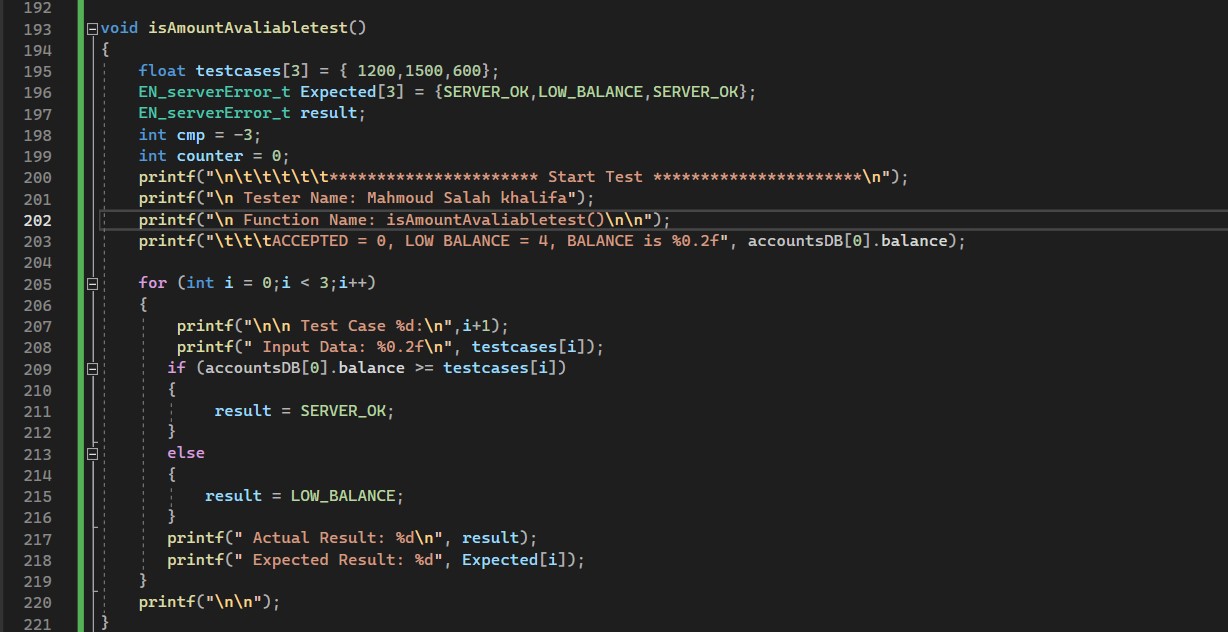 192
193 void isAmountAvaliabletest()
194 {
195 float testcases[3] = { 1200,1500,600};
196 EN_serverError_t Expected[3] = {SERVER_OK,LOW_BALANCE,SERVER_OK};
197 EN_serverError_t result;
198 int cmp = -3;
199 int counter = 0;
200 printf("\n\t\t\t\t\t********************** Start Test **********************\n");
201 printf("\n Tester Name: Mahmoud Salah khalifa");
202 printf("\n Function Name: isAmountAvaliabletest()\n\n");
203 printf("\t\t\tACCEPTED = 0, LOW BALANCE = 4, BALANCE is %0.2f", accountsDB[0].balance);
204
205 for (int i = 0;i < 3;i++)
206 {
207 printf("\n\n Test Case %d:\n",i+1);
208 printf(" Input Data: %0.2f\n", testcases[i]);
209 if (accountsDB[0].balance >= testcases[i])
210 {
211 result = SERVER_OK;
212 }
213 else
214 {
215 result = LOW_BALANCE;
216 }
217 printf(" Actual Result: %d\n", result);
218 printf(" Expected Result: %d", Expected[i]);
219 }
220 printf("\n\n");
221 }